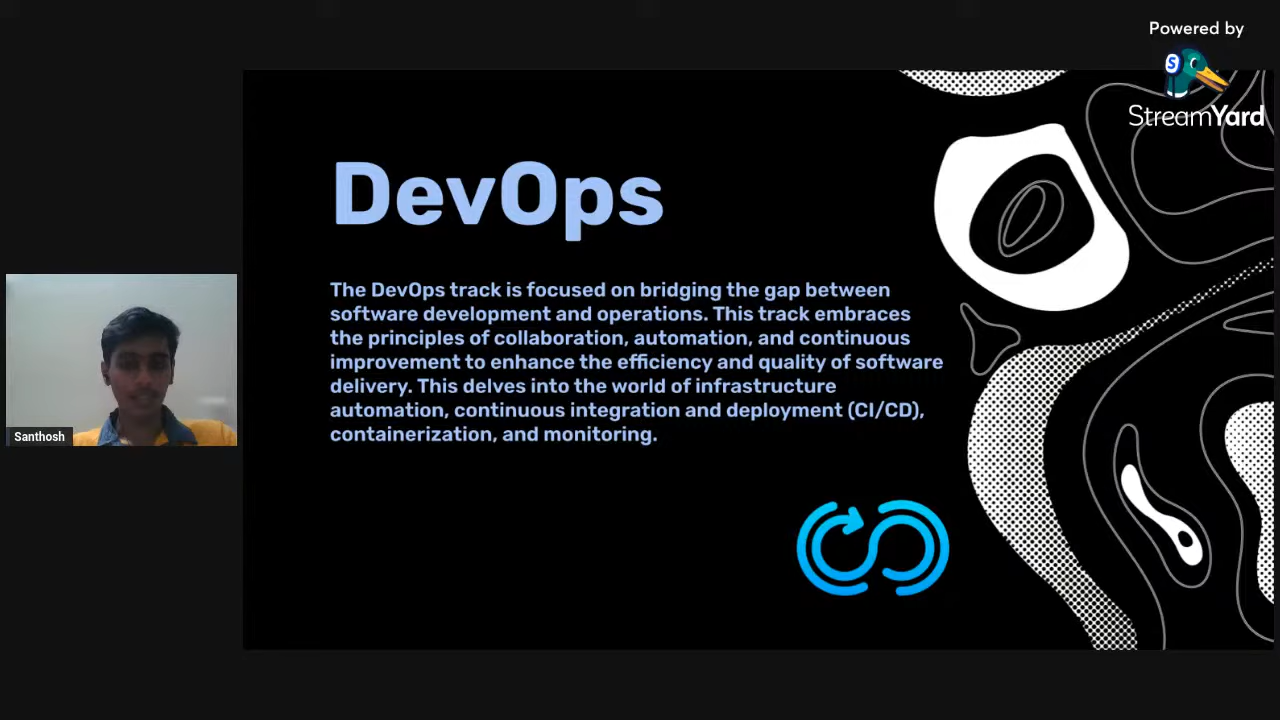 Powered by
StreamYard
DevOps
The DevOps track is focused on bridging the gap between
software development and operations. This track embraces
the principles of collaboration, automation, and continuous
improvement to enhance the efficiency and quality of software
delivery. This delves into the world of infrastructure
automation, continuous integration and deployment (CI/CD),
containerization, and monitoring.
Santhosh